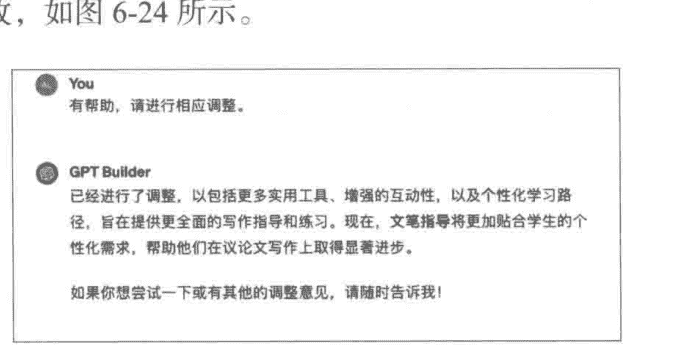 ，如图 6-24 所示。
You
有帮助，请进行相应调整。
GPT Builder
已经进行了调整，以包括更多实用工具、增强的互动性，以及个性化学习路
径，旨在提供更全面的写作指导和练习。现在，文笔指导将更加贴合学生的个
性化需求，帮助他们在议论文写作上取得显著进步。
如果你想尝试一下或有其他的调整意见，请随时告诉我！